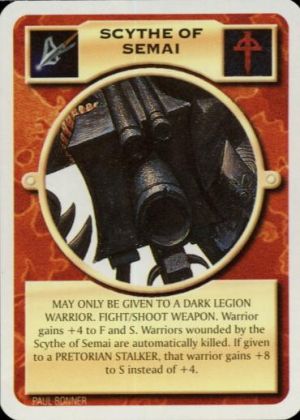 SCYTHE OF
SEMAI
MAY ONLY BE GIVEN TO A DARK LEGION
WARRIOR. FIGHT/SHOOT WEAPON. Warrior
gains +4 to F and S. Warriors wounded by the
Scythe of Semai are automatically killed. If given
to a PRETORIAN STALKER, that warrior gains +8
to S instead of +4.
PAUL BONNER